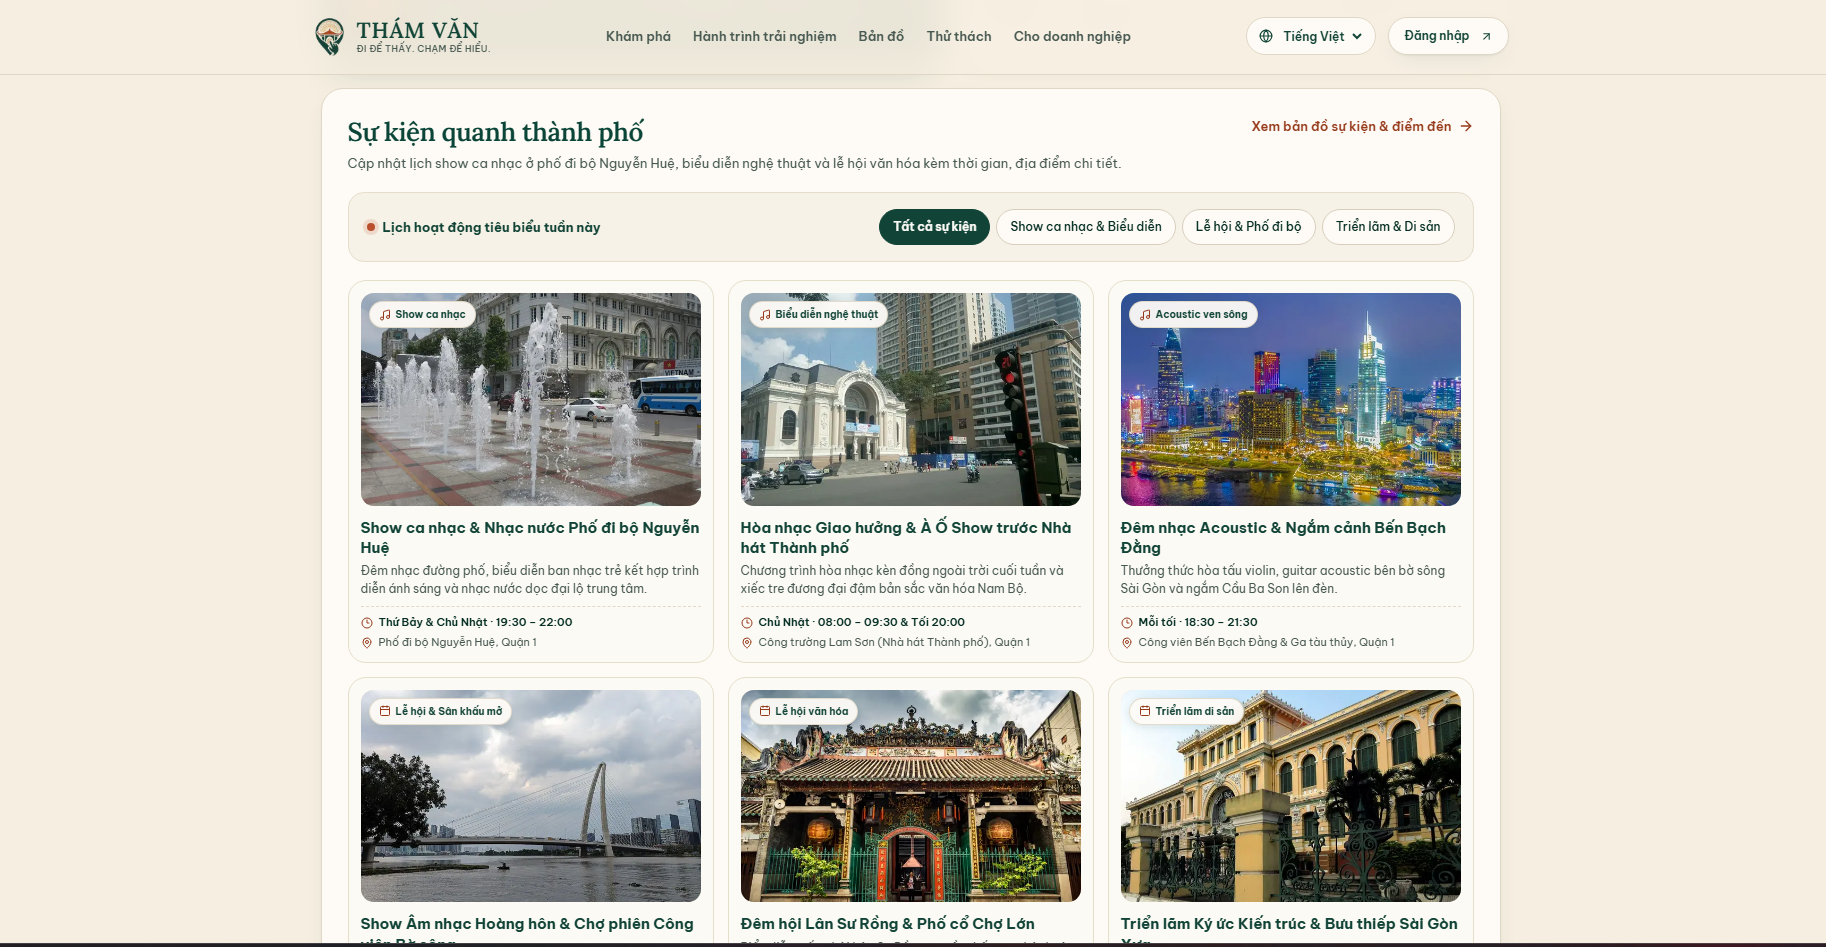 THÁM VĂN
ĐI ĐỂ THẤY. CHẠM ĐỂ HIỂU.
Khám phá
Hành trình trải nghiệm
Bản đồ
Thử thách
Cho doanh nghiệp
Tiếng Việt
Đăng nhập
Sự kiện quanh thành phố
Xem bản đồ sự kiện & điểm đến
Cập nhật lịch show ca nhạc ở phố đi bộ Nguyễn Huệ, biểu diễn nghệ thuật và lễ hội văn hóa kèm thời gian, địa điểm chi tiết.
Lịch hoạt động tiêu biểu tuần này
Tất cả sự kiện
Show ca nhạc & Biểu diễn
Lễ hội & Phố đi bộ
Triển lãm & Di sản
Show ca nhạc
VIETNAM
Show ca nhạc & Nhạc nước Phố đi bộ Nguyễn
Huệ
Đêm nhạc đường phố, biểu diễn ban nhạc trẻ kết hợp trình
diễn ánh sáng và nhạc nước dọc đại lộ trung tâm.
Thứ Bảy & Chủ Nhật · 19:30 – 22:00
Phố đi bộ Nguyễn Huệ, Quận 1
Biểu diễn nghệ thuật
Hòa nhạc Giao hưởng & À Ố Show trước Nhà
hát Thành phố
Chương trình hòa nhạc kèn đồng ngoài trời cuối tuần và
xiếc tre đương đại đậm bản sắc văn hóa Nam Bộ.
Chủ Nhật · 08:00 – 09:30 & Tối 20:00
Công trường Lam Sơn (Nhà hát Thành phố), Quận 1
Acoustic ven sông
Đêm nhạc Acoustic & Ngắm cảnh Bến Bạch
Đằng
Thưởng thức hòa tấu violin, guitar acoustic bên bờ sông
Sài Gòn và ngắm Cầu Ba Son lên đèn.
Mỗi tối · 18:30 – 21:30
Công viên Bến Bạch Đằng & Ga tàu thủy, Quận 1
Lễ hội & Sân khấu mở
Show Âm nhạc Hoàng hôn & Chợ phiên Công
viên Bờ sông
Lễ hội văn hóa
Đêm hội Lân Sư Rồng & Phố cổ Chợ Lớn
Triển lãm di sản
Triển lãm Ký ức Kiến trúc & Bưu thiếp Sài Gòn
Xưa